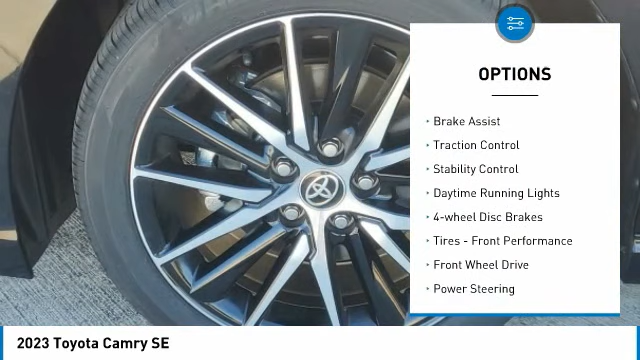 OPTIONS
Brake Assist
Traction Control
Stability Control
Daytime Running Lights
4-wheel Disc Brakes
Tires - Front Performance
Front Wheel Drive
Power Steering
2023 Toyota Camry SE